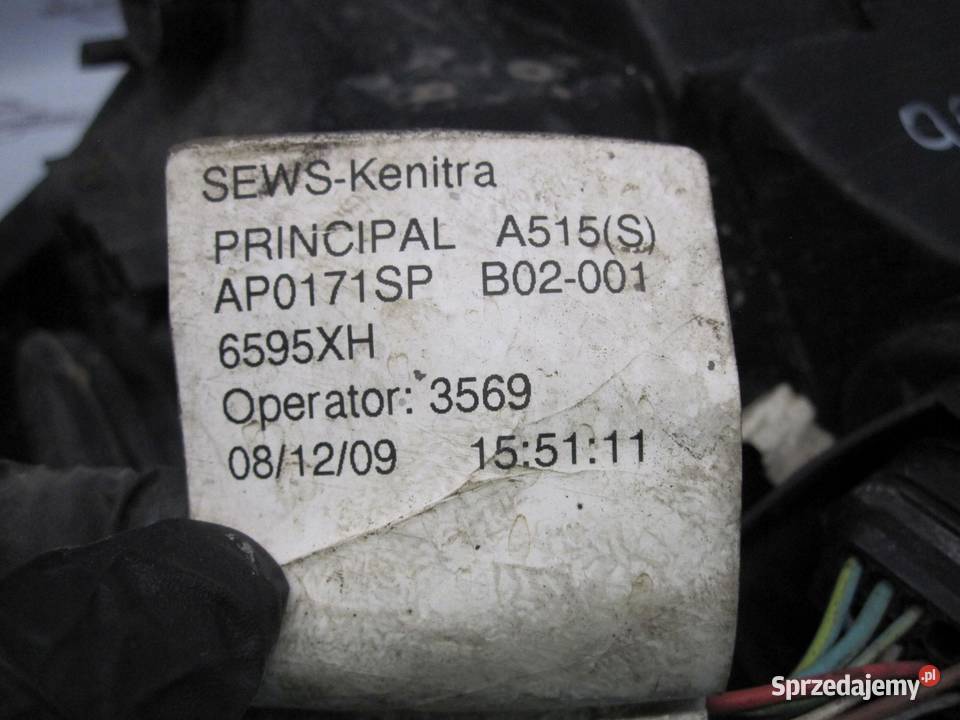 SEWS-Kenitra
PRINCIPAL A515(S)
AP0171SP B02-001
6595XH
Operator: 3569
08/12/09 15:51:11
Sprzedajemy.pl